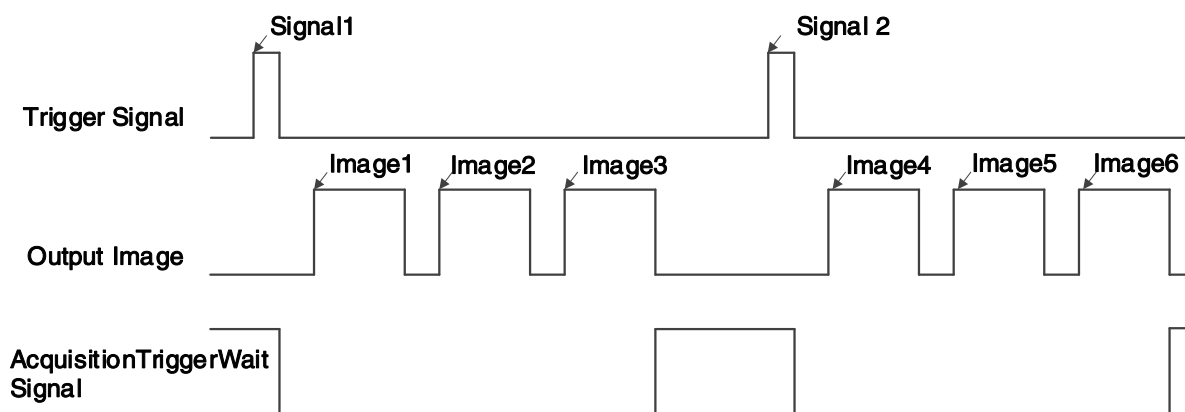 Signal1
Signal 2
Trigger Signal
Image1
Image2
Image3
Image4
Image5
Image6
Output Image
AcquisitionTriggerWait
Signal